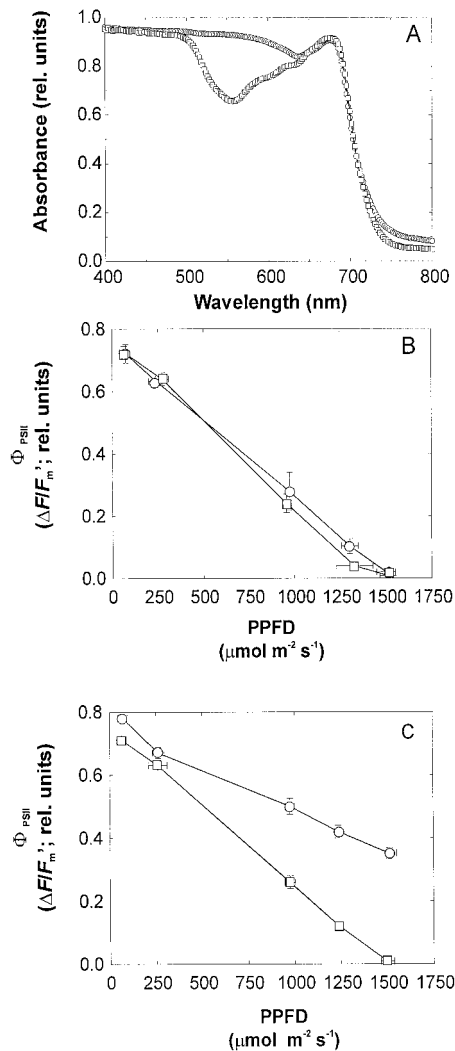 A
Absorbance (rel. units)
1.0
0.8
0.6
0.4
0.2
0.0
400 500 600 700 800
Wavelength (nm)
B
Φ PSII
(ΔF/Fm'; rel. units)
0.8
0.6
0.4
0.2
0.0
0 250 500 750 1000 1250 1500 1750
PPFD
(μmol m-2 s-1)
C
Φ PSII
(ΔF/Fm'; rel. units)
0.8
0.6
0.4
0.2
0.0
0 250 500 750 1000 1250 1500 1750
PPFD
(μmol m-2 s-1)